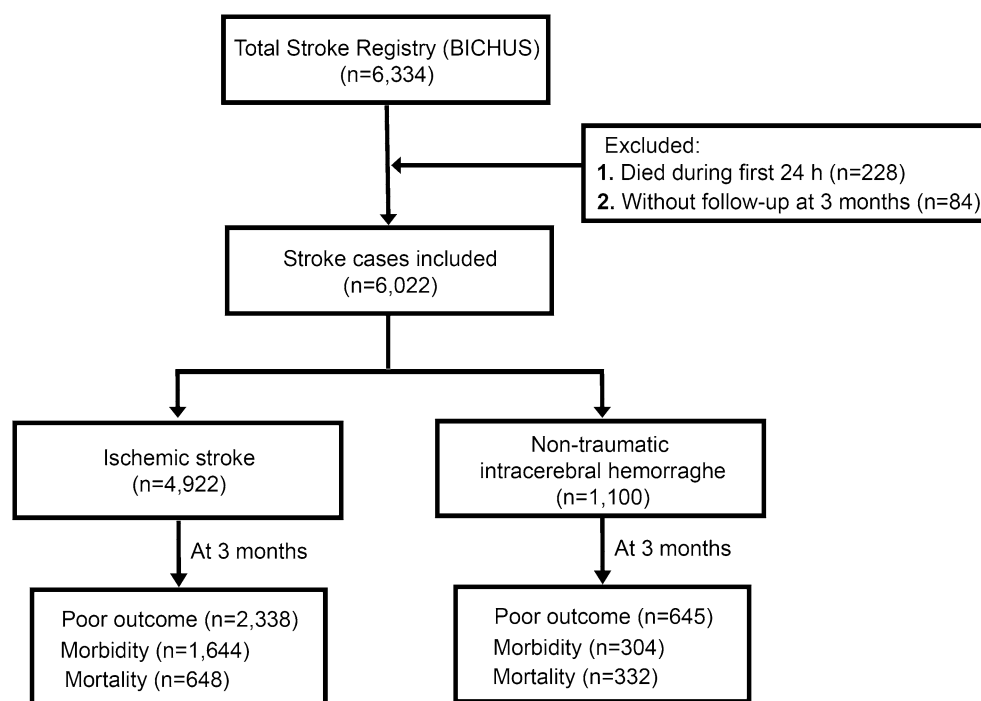 Total Stroke Registry (BICHUS)
(n=6,334)
Excluded:
1. Died during first 24 h (n=228)
2. Without follow-up at 3 months (n=84)
Stroke cases included
(n=6,022)
Ischemic stroke
(n=4,922)
Non-traumatic
intracerebral hemorraghe
(n=1,100)
At 3 months
At 3 months
Poor outcome (n=2,338)
Morbidity (n=1,644)
Mortality (n=648)
Poor outcome (n=645)
Morbidity (n=304)
Mortality (n=332)